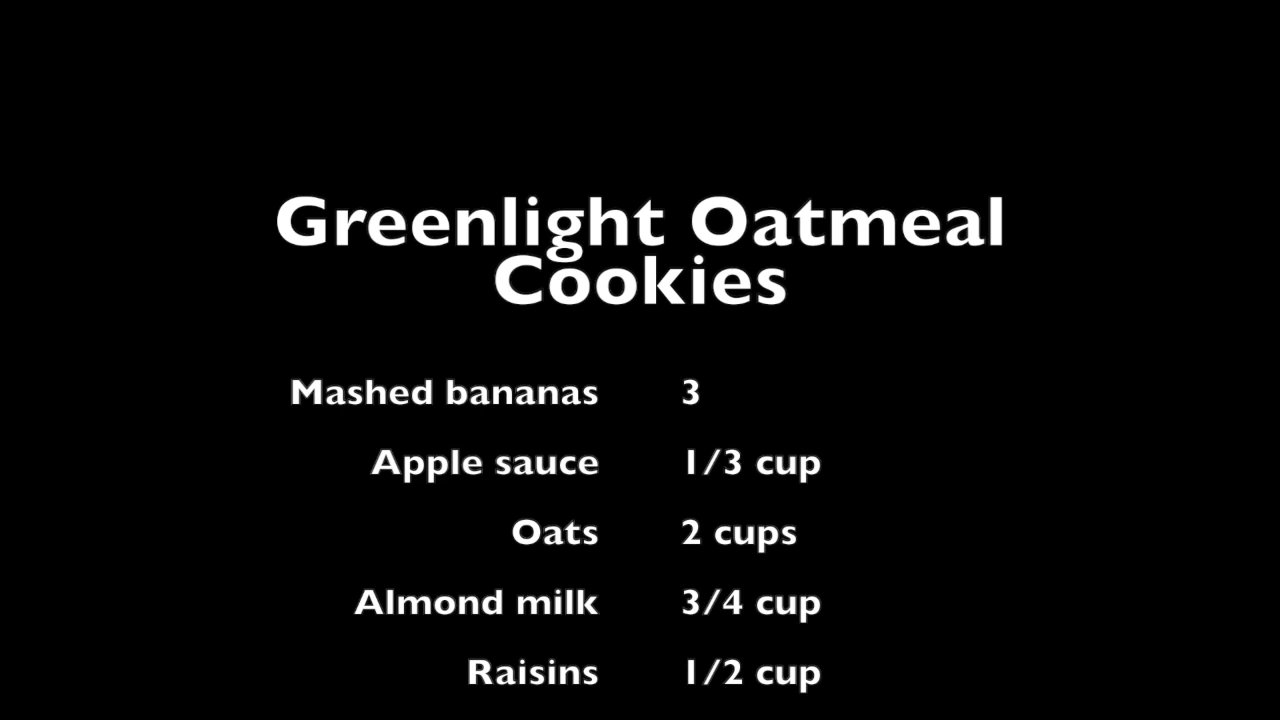 Greenlight Oatmeal
Cookies
Mashed bananas 3
Apple sauce 1/3 cup
Oats 2 cups
Almond milk 3/4 cup
Raisins 1/2 cup